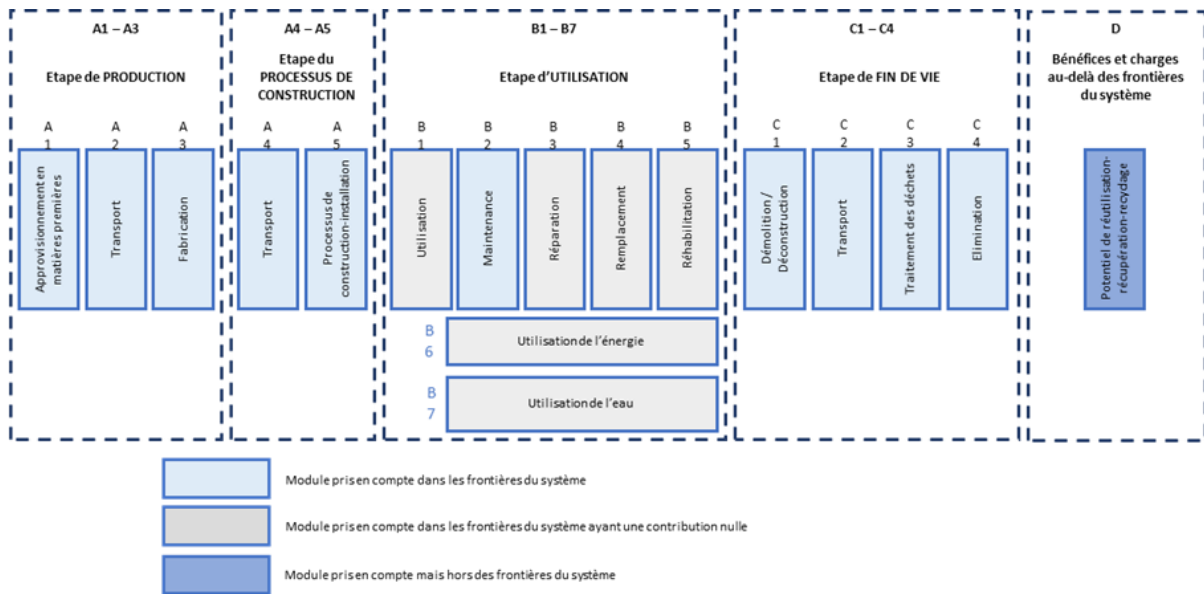 A1 – A3
Etape de PRODUCTION
A4 – A5
Etape du
PROCESSUS DE
CONSTRUCTION
B1 – B7
Etape d'UTILISATION
C1 – C4
Etape de FIN DE VIE
D
Bénéfices et charges
au-delà des frontières
du système
A
1
A
2
A
3
A
4
A
5
B
1
B
2
B
3
B
4
B
5
C
1
C
2
C
3
C
4
Approvisionnement en
matières premières
Transport
Fabrication
Transport
Processus de
construction-installation
Utilisation
Maintenance
Réparation
Remplacement
Réhabilitation
Démolition /
Déconstruction
Transport
Traitement des déchets
Elimination
Potentiel de réutilisation-
récupération-recyclage
B
6
Utilisation de l'énergie
B
7
Utilisation de l'eau
Module pris en compte dans les frontières du système
Module pris en compte dans les frontières du système ayant une contribution nulle
Module pris en compte mais hors des frontières du système